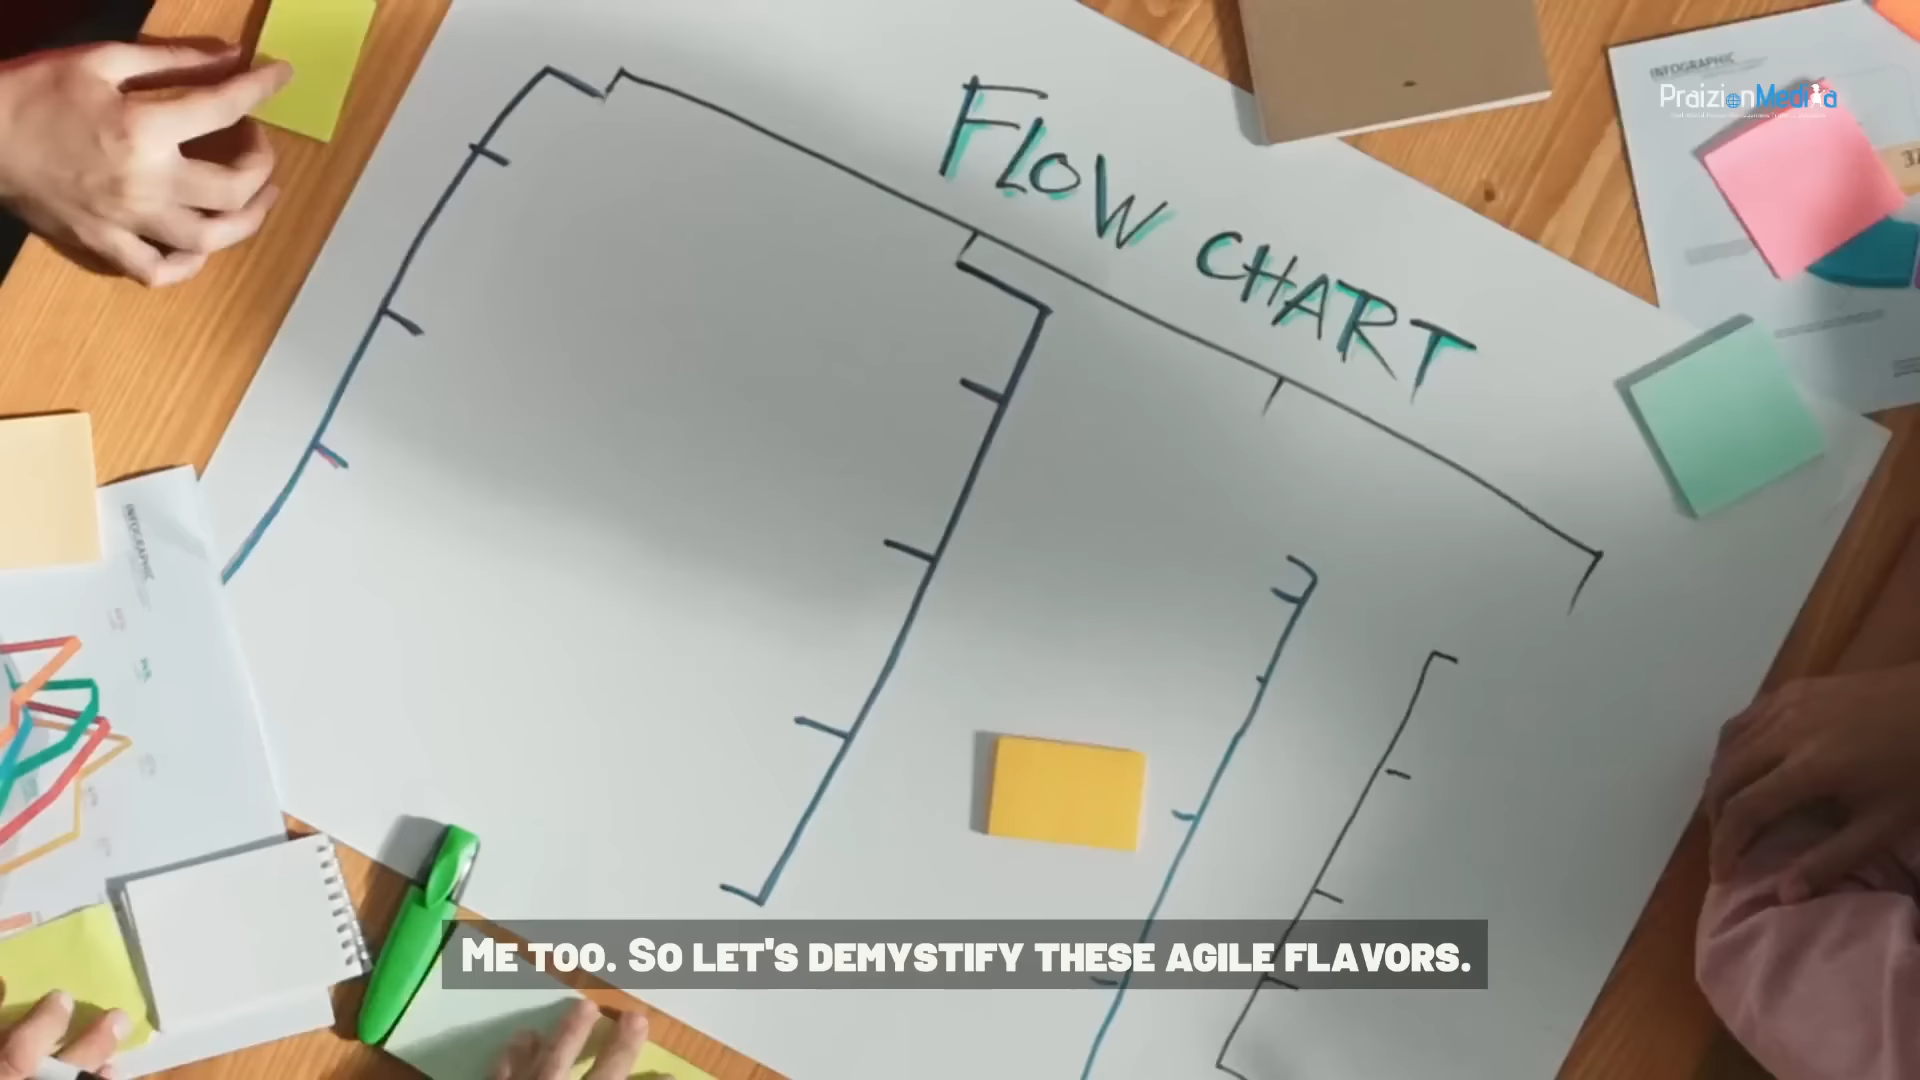 FLOW CHART
INFOGRAPHIC
PraizionMedia
INFOGRAPHIC
ME TOO. SO LET'S DEMYSTIFY THESE AGILE FLAVORS.